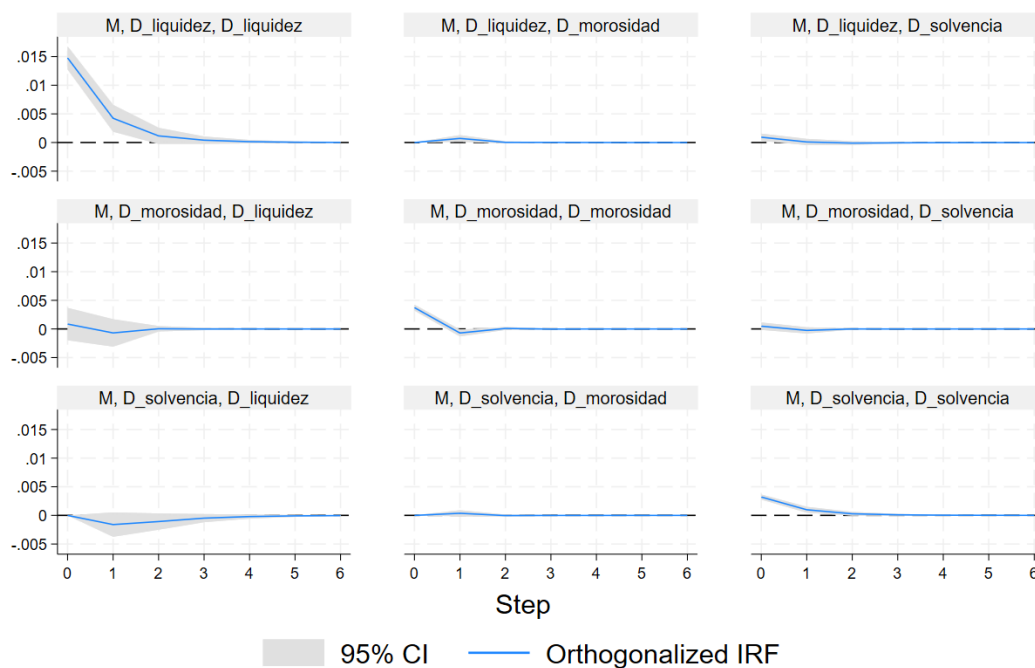 M, D_liquidez, D_liquidez
M, D_liquidez, D_morosidad
M, D_liquidez, D_solvencia
.015
.01
.005
0
-.005
M, D_morosidad, D_liquidez
M, D_morosidad, D_morosidad
M, D_morosidad, D_solvencia
.015
.01
.005
0
-.005
M, D_solvencia, D_liquidez
M, D_solvencia, D_morosidad
M, D_solvencia, D_solvencia
.015
.01
.005
0
-.005
0 1 2 3 4 5 6
0 1 2 3 4 5 6
0 1 2 3 4 5 6
Step
95% CI
Orthogonalized IRF